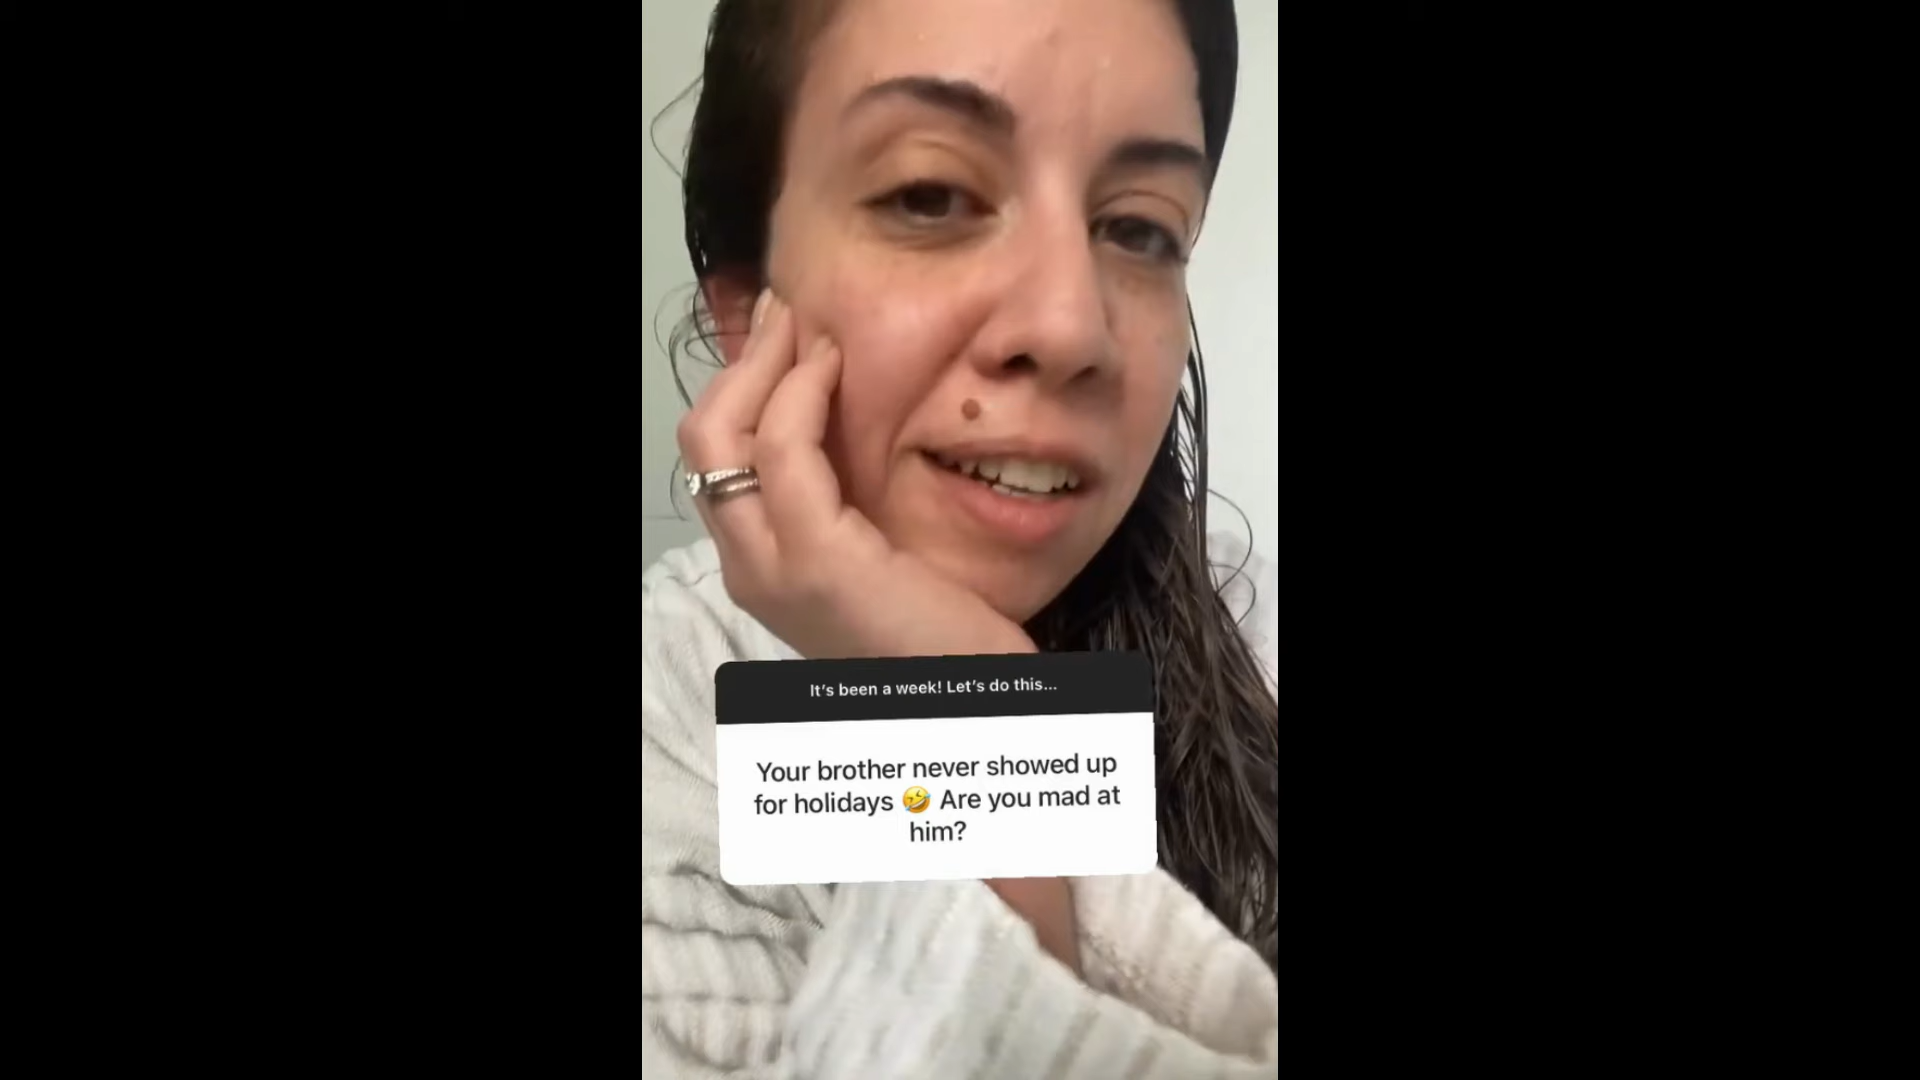 It’s been a week! Let’s do this...
Your brother never showed up
for holidays 🤣 Are you mad at
him?